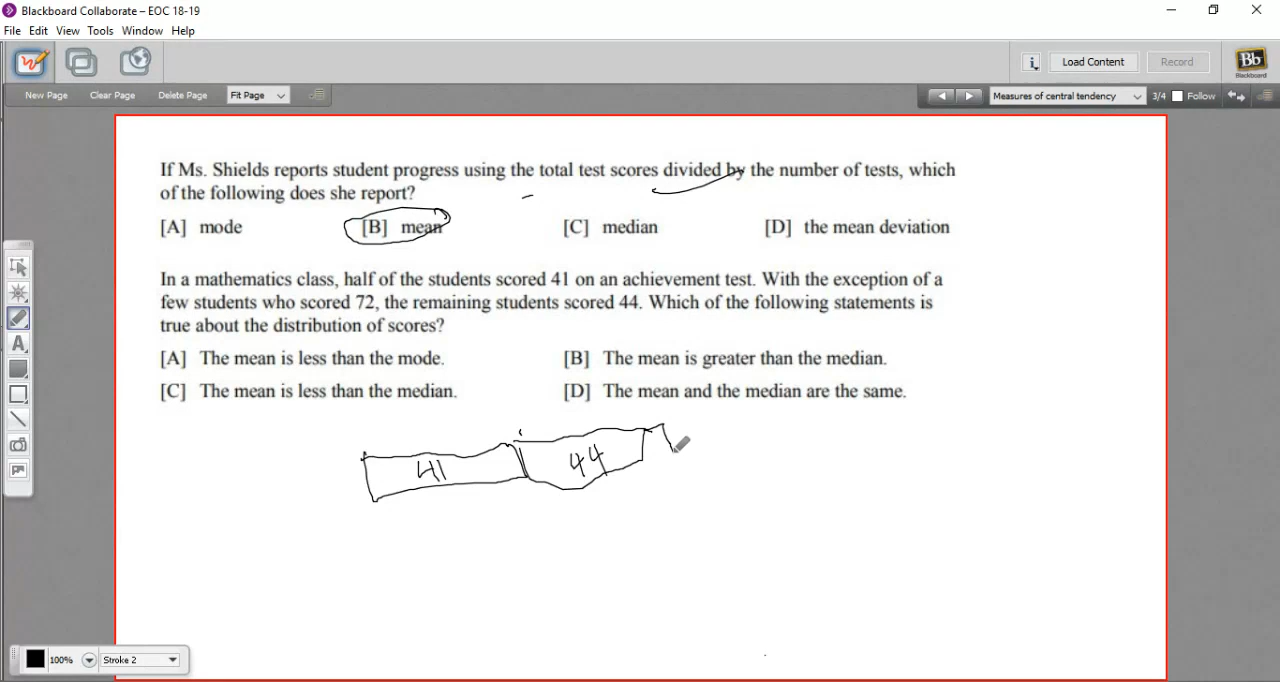 Blackboard Collaborate – EOC 18-19
File Edit View Tools Window Help
i Load Content Record Bb Blackboard
New Page Clear Page Delete Page Fit Page Measures of central tendency 3/4 Follow
If Ms. Shields reports student progress using the total test scores divided by the number of tests, which
of the following does she report?
[A] mode [B] mean [C] median [D] the mean deviation
In a mathematics class, half of the students scored 41 on an achievement test. With the exception of a
few students who scored 72, the remaining students scored 44. Which of the following statements is
true about the distribution of scores?
[A] The mean is less than the mode. [B] The mean is greater than the median.
[C] The mean is less than the median. [D] The mean and the median are the same.
41 44
A
100% Stroke 2